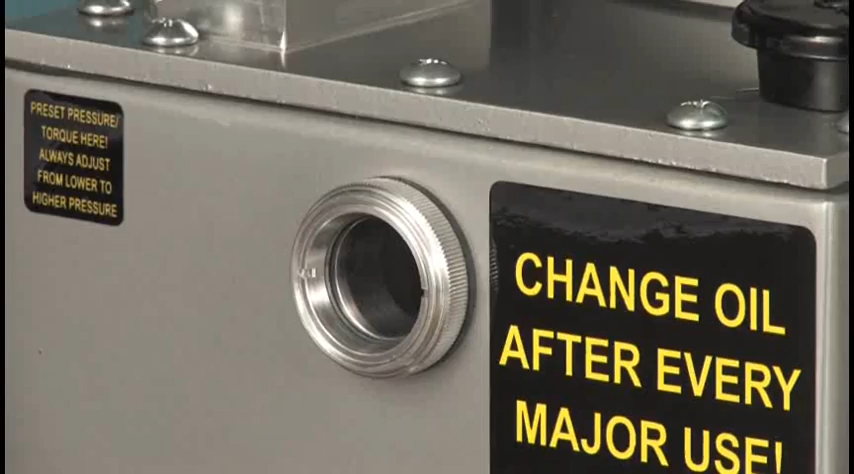 PRESET PRESSURE/
TORQUE HERE!
ALWAYS ADJUST
FROM LOWER TO
HIGHER PRESSURE
CHANGE OIL
AFTER EVERY
MAJOR USE!